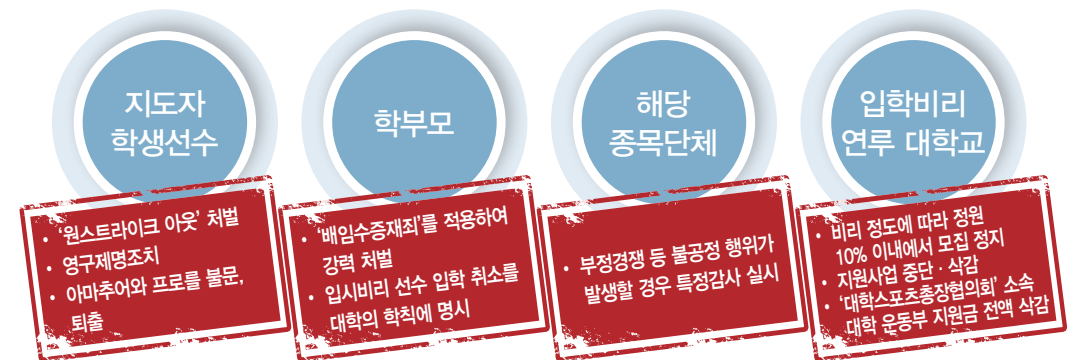 지도자
학생선수
• ‘원스트라이크 아웃’ 처벌
• 영구제명조치
• 아마추어와 프로를 불문,
퇴출
학부모
• ‘배임수증재죄’를 적용하여
강력 처벌
• 입시비리 선수 입학 취소를
대학의 학칙에 명시
해당
종목단체
• 부정경쟁 등 불공정 행위가
발생할 경우 특정감사 실시
입학비리
연루 대학교
• 비리 정도에 따라 정원
10% 이내에서 모집 정지
• 지원사업 중단 · 삭감
• ‘대학스포츠총장협의회’ 소속
대학 운동부 지원금 전액 삭감